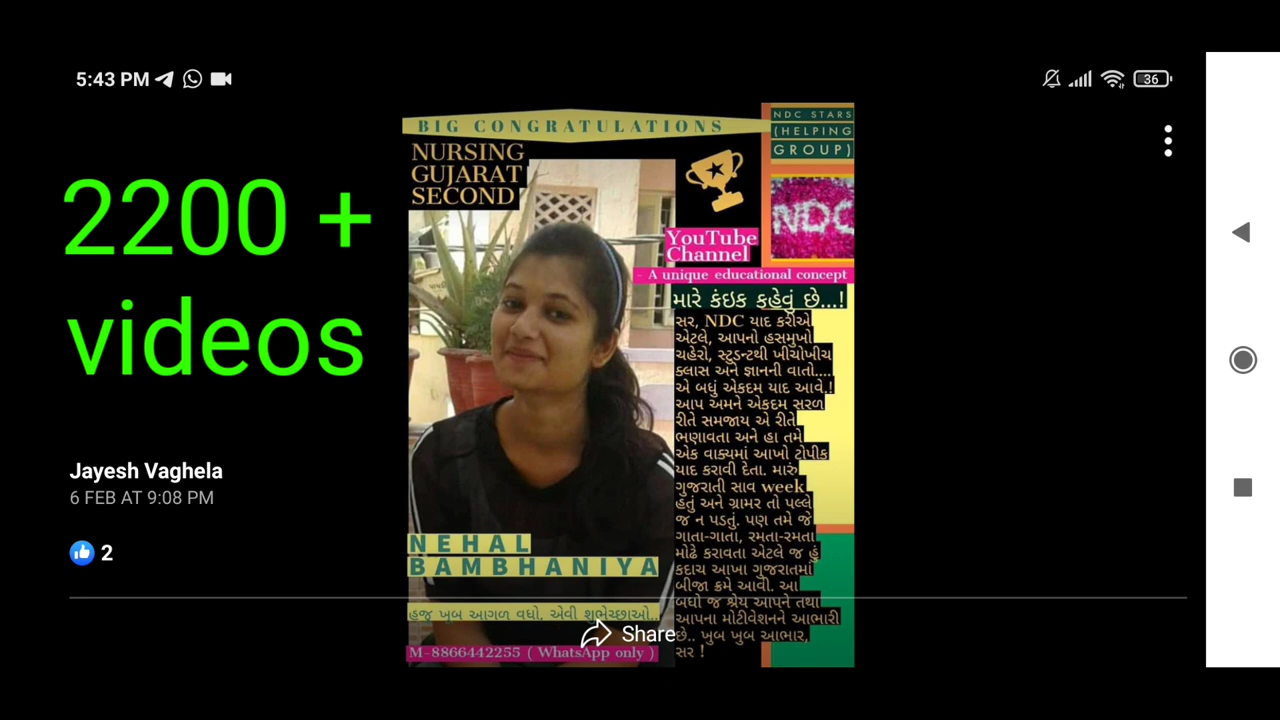 5:43 PM
36
2200 +
videos
Jayesh Vaghela
6 FEB AT 9:08 PM
2
BIG CONGRATULATIONS
NURSING
GUJARAT
SECOND
NDC STARS
(HELPING
GROUP)
NDC
YouTube
Channel
- A unique educational concept
મારે કંઇક કહેવું છે...!
સર, NDC યાદ કરીએ
એટલે, આપનો હસમુખો
ચહેરો, સ્ટુડન્ટથી ખીચોખીચ
ક્લાસ અને જ્ઞાનની વાતો....
એ બધું એકદમ યાદ આવે.!
આપ અમને એકદમ સરળ
રીતે સમજાય એ રીતે
ભણાવતા અને હા તમે
એક વાક્યમાં આખો ટોપીક
યાદ કરાવી દેતા. મારું
ગુજરાતી સાવ week
હતું અને ગ્રામર તો પલ્લે
જ ન પડતું. પણ તમે જે
ગાતા-ગાતા, રમતા-રમતા
મોઢે કરાવતા એટલે જ હું
કદાચ આખા ગુજરાતમાં
બીજા ક્રમે આવી. આ
બધો જ શ્રેય આપને તથા
આપના મોટીવેશનને આભારી
છે.. ખુબ ખુબ આભાર,
સર !
NEHAL
BAMBHANIYA
હજુ ખુબ આગળ વધો, એવી શુભેચ્છાઓ..
Share
M-8866442255 ( WhatsApp only )